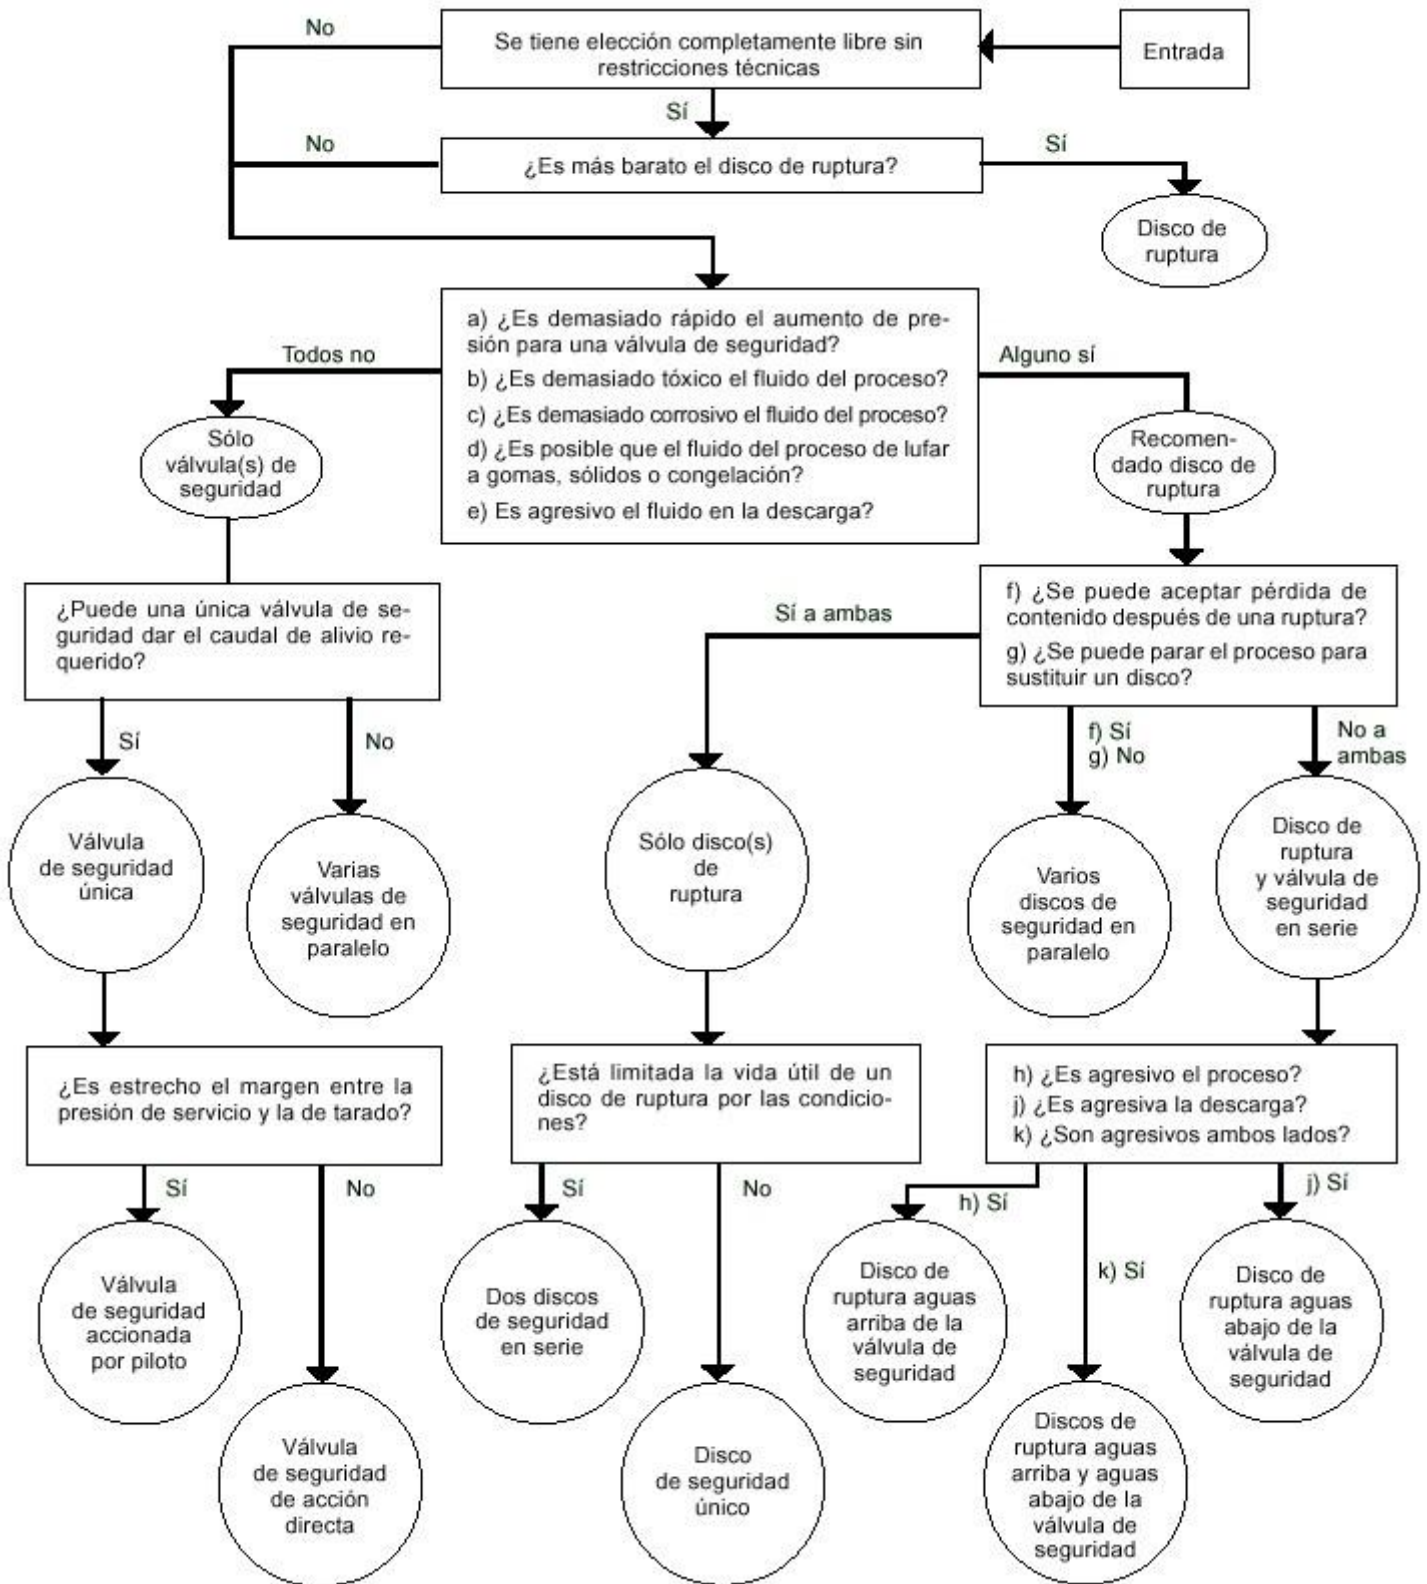 No
Se tiene elección completamente libre sin
restricciones técnicas
Entrada
Sí
No
¿Es más barato el disco de ruptura?
Sí
Disco de
ruptura
a) ¿Es demasiado rápido el aumento de pre-
sión para una válvula de seguridad?
b) ¿Es demasiado tóxico el fluido del proceso?
c) ¿Es demasiado corrosivo el fluido del proceso?
d) ¿Es posible que el fluido del proceso de lufar
a gomas, sólidos o congelación?
e) Es agresivo el fluido en la descarga?
Todos no
Alguno sí
Sólo
válvula(s) de
seguridad
Recomen-
dado disco de
ruptura
¿Puede una única válvula de se-
guridad dar el caudal de alivio re-
querido?
Sí a ambas
f) ¿Se puede aceptar pérdida de
contenido después de una ruptura?
g) ¿Se puede parar el proceso para
sustituir un disco?
Sí
No
f) Sí
g) No
No a
ambas
Válvula
de seguridad
única
Varias
válvulas de
seguridad en
paralelo
Sólo disco(s)
de
ruptura
Varios
discos de
seguridad en
paralelo
Disco de
ruptura
y válvula de
seguridad
en serie
¿Es estrecho el margen entre la
presión de servicio y la de tarado?
¿Está limitada la vida útil de un
disco de ruptura por las condicio-
nes?
h) ¿Es agresivo el proceso?
j) ¿Es agresiva la descarga?
k) ¿Son agresivos ambos lados?
Sí
No
Sí
No
h) Sí
k) Sí
j) Sí
Válvula
de seguridad
accionada
por piloto
Válvula
de seguridad
de acción
directa
Dos discos
de seguridad
en serie
Disco
de seguridad
único
Disco de
ruptura aguas
arriba de la
válvula de
seguridad
Discos de
ruptura aguas
arriba y aguas
abajo de la
válvula de
seguridad
Disco de
ruptura aguas
abajo de la
válvula de
seguridad